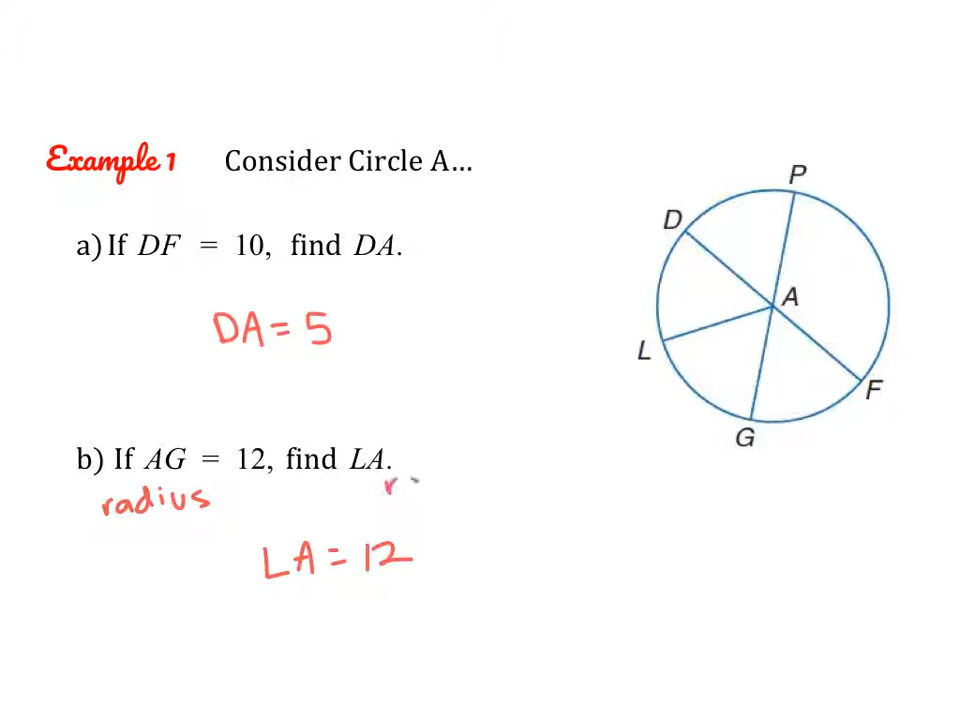 Example 1 Consider Circle A...
a) If DF = 10, find DA.
DA = 5
b) If AG = 12, find LA.
radius r
LA = 12
P
D
A
L
F
G